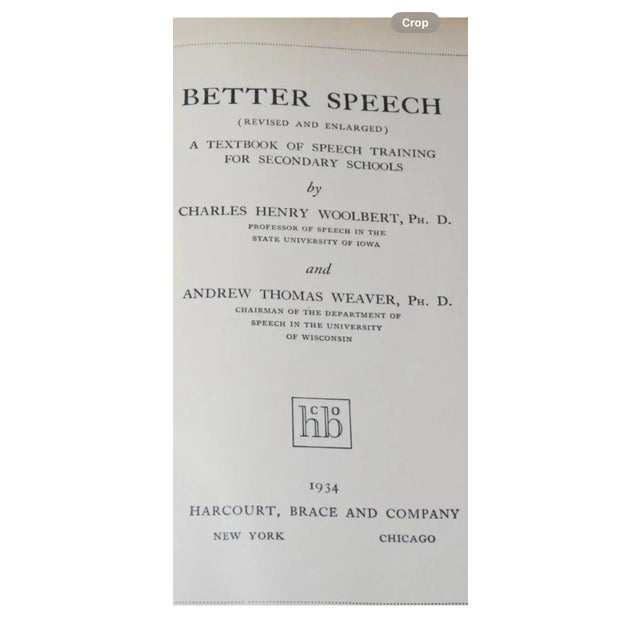 Crop
BETTER SPEECH
(REVISED AND ENLARGED)
A TEXTBOOK OF SPEECH TRAINING
FOR SECONDARY SCHOOLS
by
CHARLES HENRY WOOLBERT, PH. D.
PROFESSOR OF SPEECH IN THE
STATE UNIVERSITY OF IOWA
and
ANDREW THOMAS WEAVER, PH. D.
CHAIRMAN OF THE DEPARTMENT OF
SPEECH IN THE UNIVERSITY
OF WISCONSIN
hcbo
1934
HARCOURT, BRACE AND COMPANY
NEW YORK CHICAGO